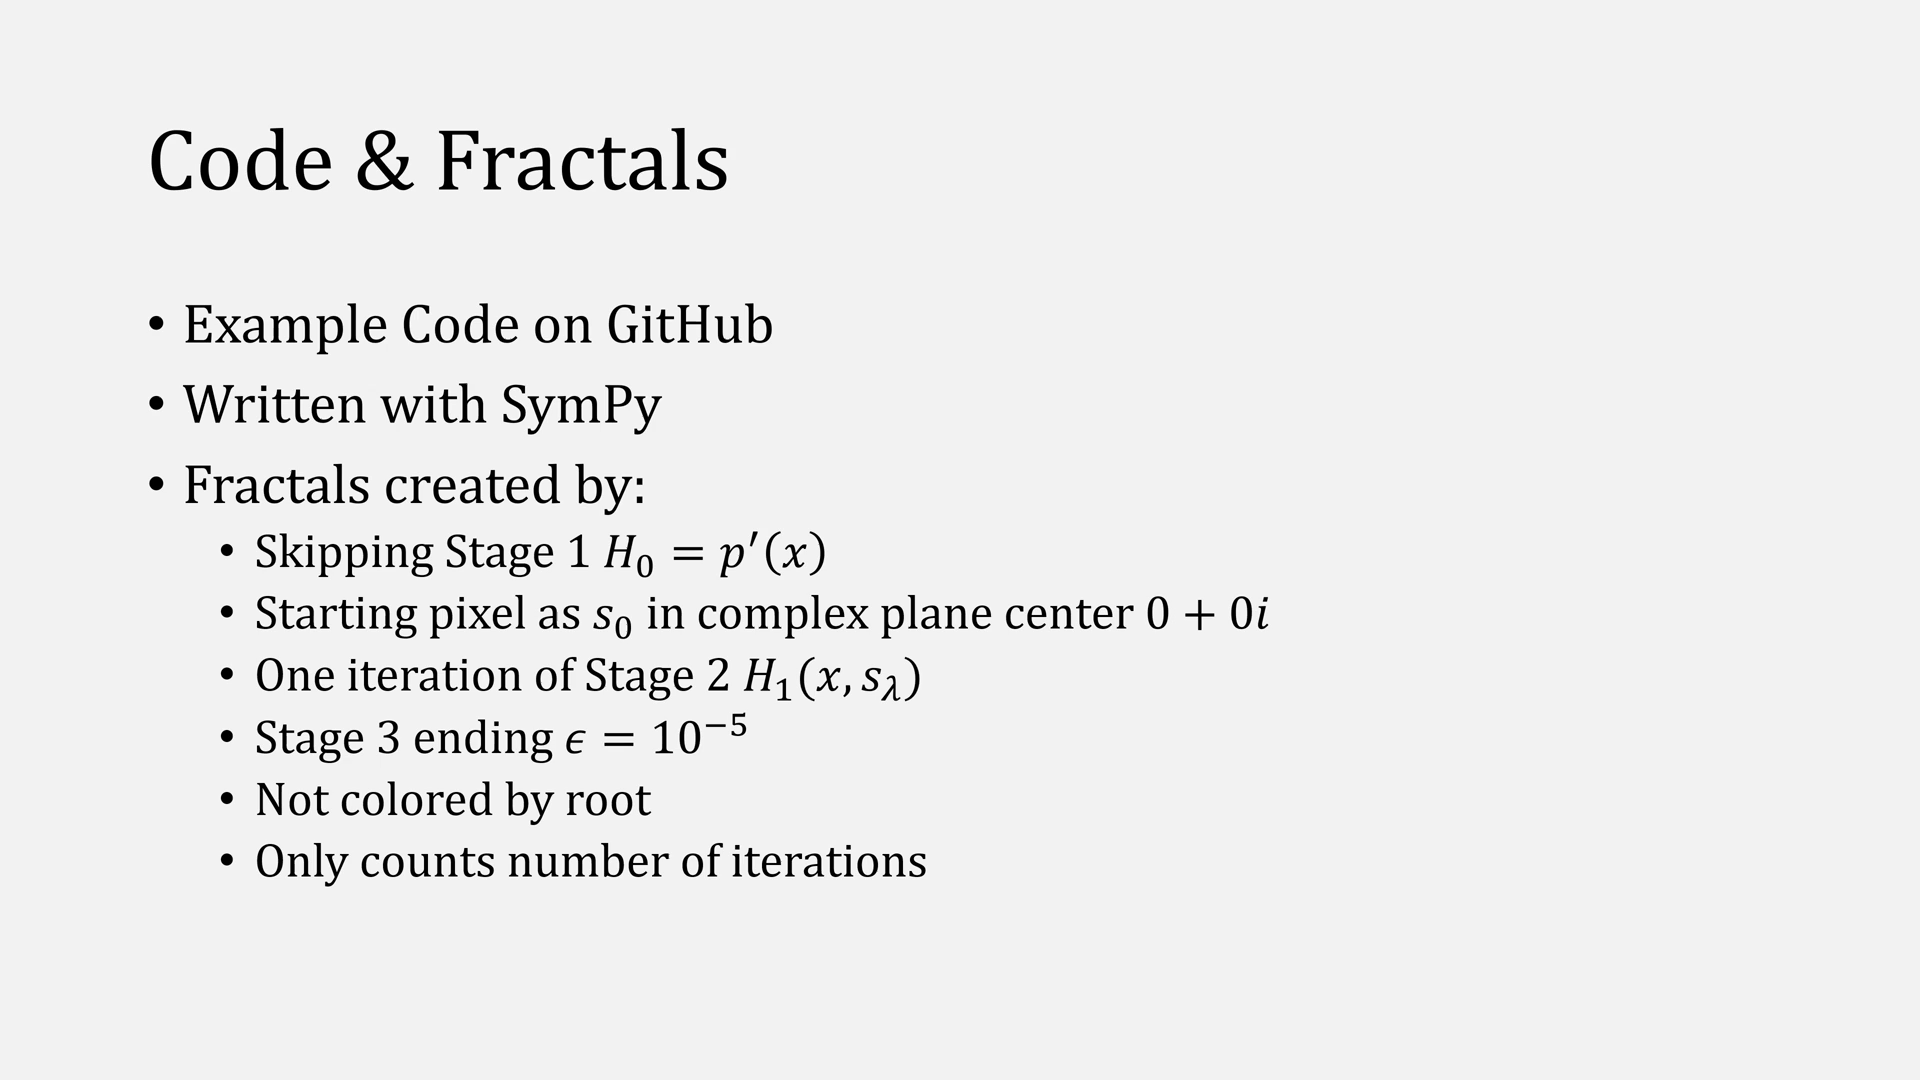 Code & Fractals
• Example Code on GitHub
• Written with SymPy
• Fractals created by:
• Skipping Stage 1 H₀ = p′(x)
• Starting pixel as s₀ in complex plane center 0 + 0i
• One iteration of Stage 2 H₁(x, s_λ)
• Stage 3 ending ϵ = 10⁻⁵
• Not colored by root
• Only counts number of iterations